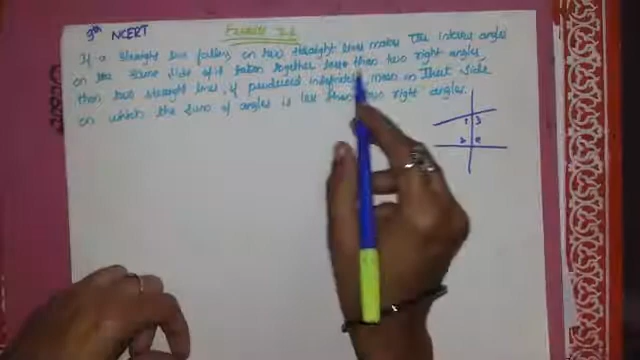 9th NCERT
Exercise
If a straight line falling on two straight lines makes The interior angles
on the same side of it taken together less than two right angles
then two straight lines, if produced indefinitely, meet on That side
on which the sum of angles is less than two right angles.
1 3
2